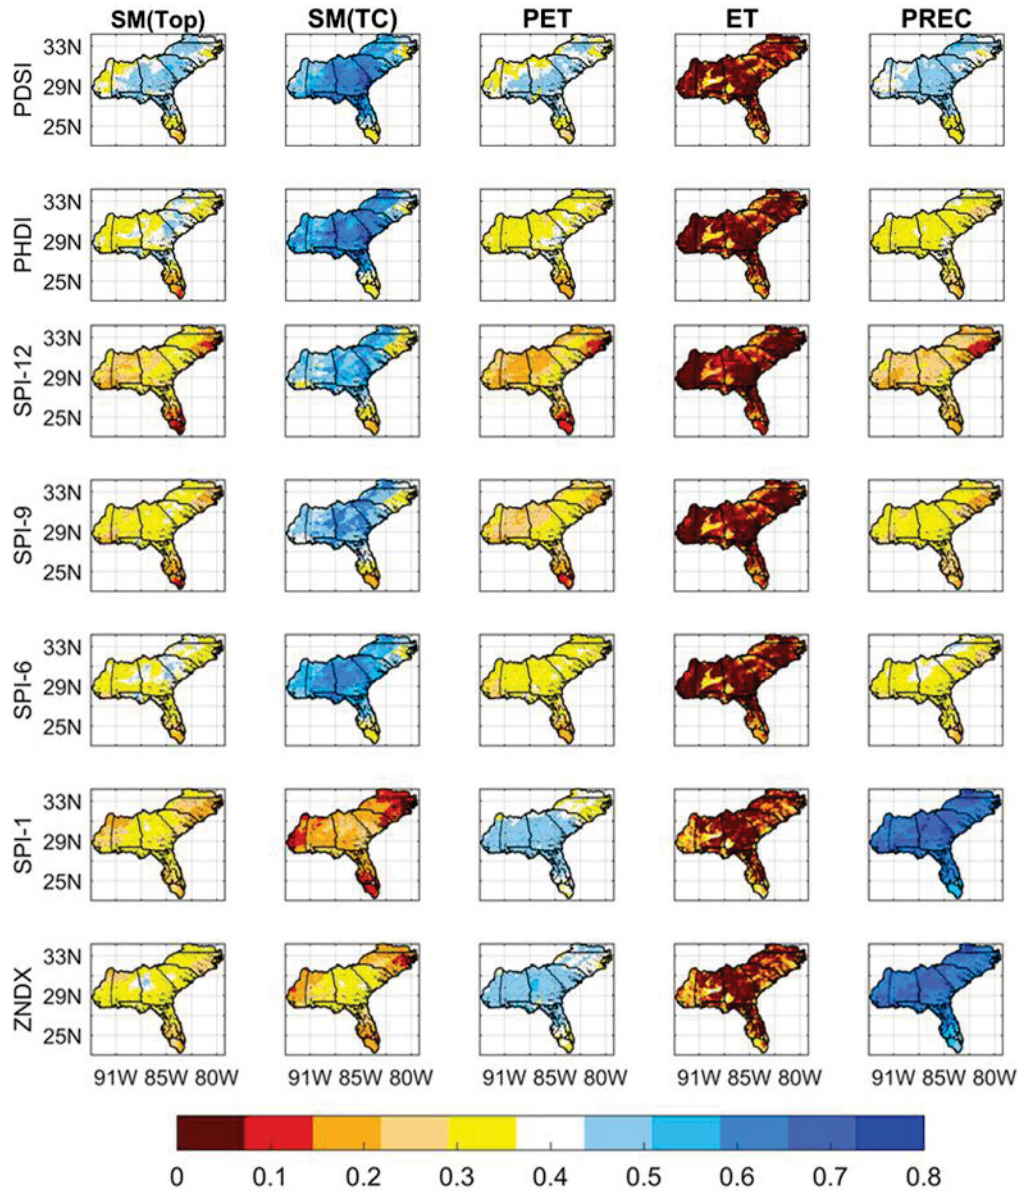 SM(Top) SM(TC) PET ET PREC
33N
PDSI 29N
25N
33N
PHDI 29N
25N
33N
SPI-12 29N
25N
33N
SPI-9 29N
25N
33N
SPI-6 29N
25N
33N
SPI-1 29N
25N
33N
ZNDX 29N
25N
91W 85W 80W 91W 85W 80W 91W 85W 80W 91W 85W 80W 91W 85W 80W
0 0.1 0.2 0.3 0.4 0.5 0.6 0.7 0.8